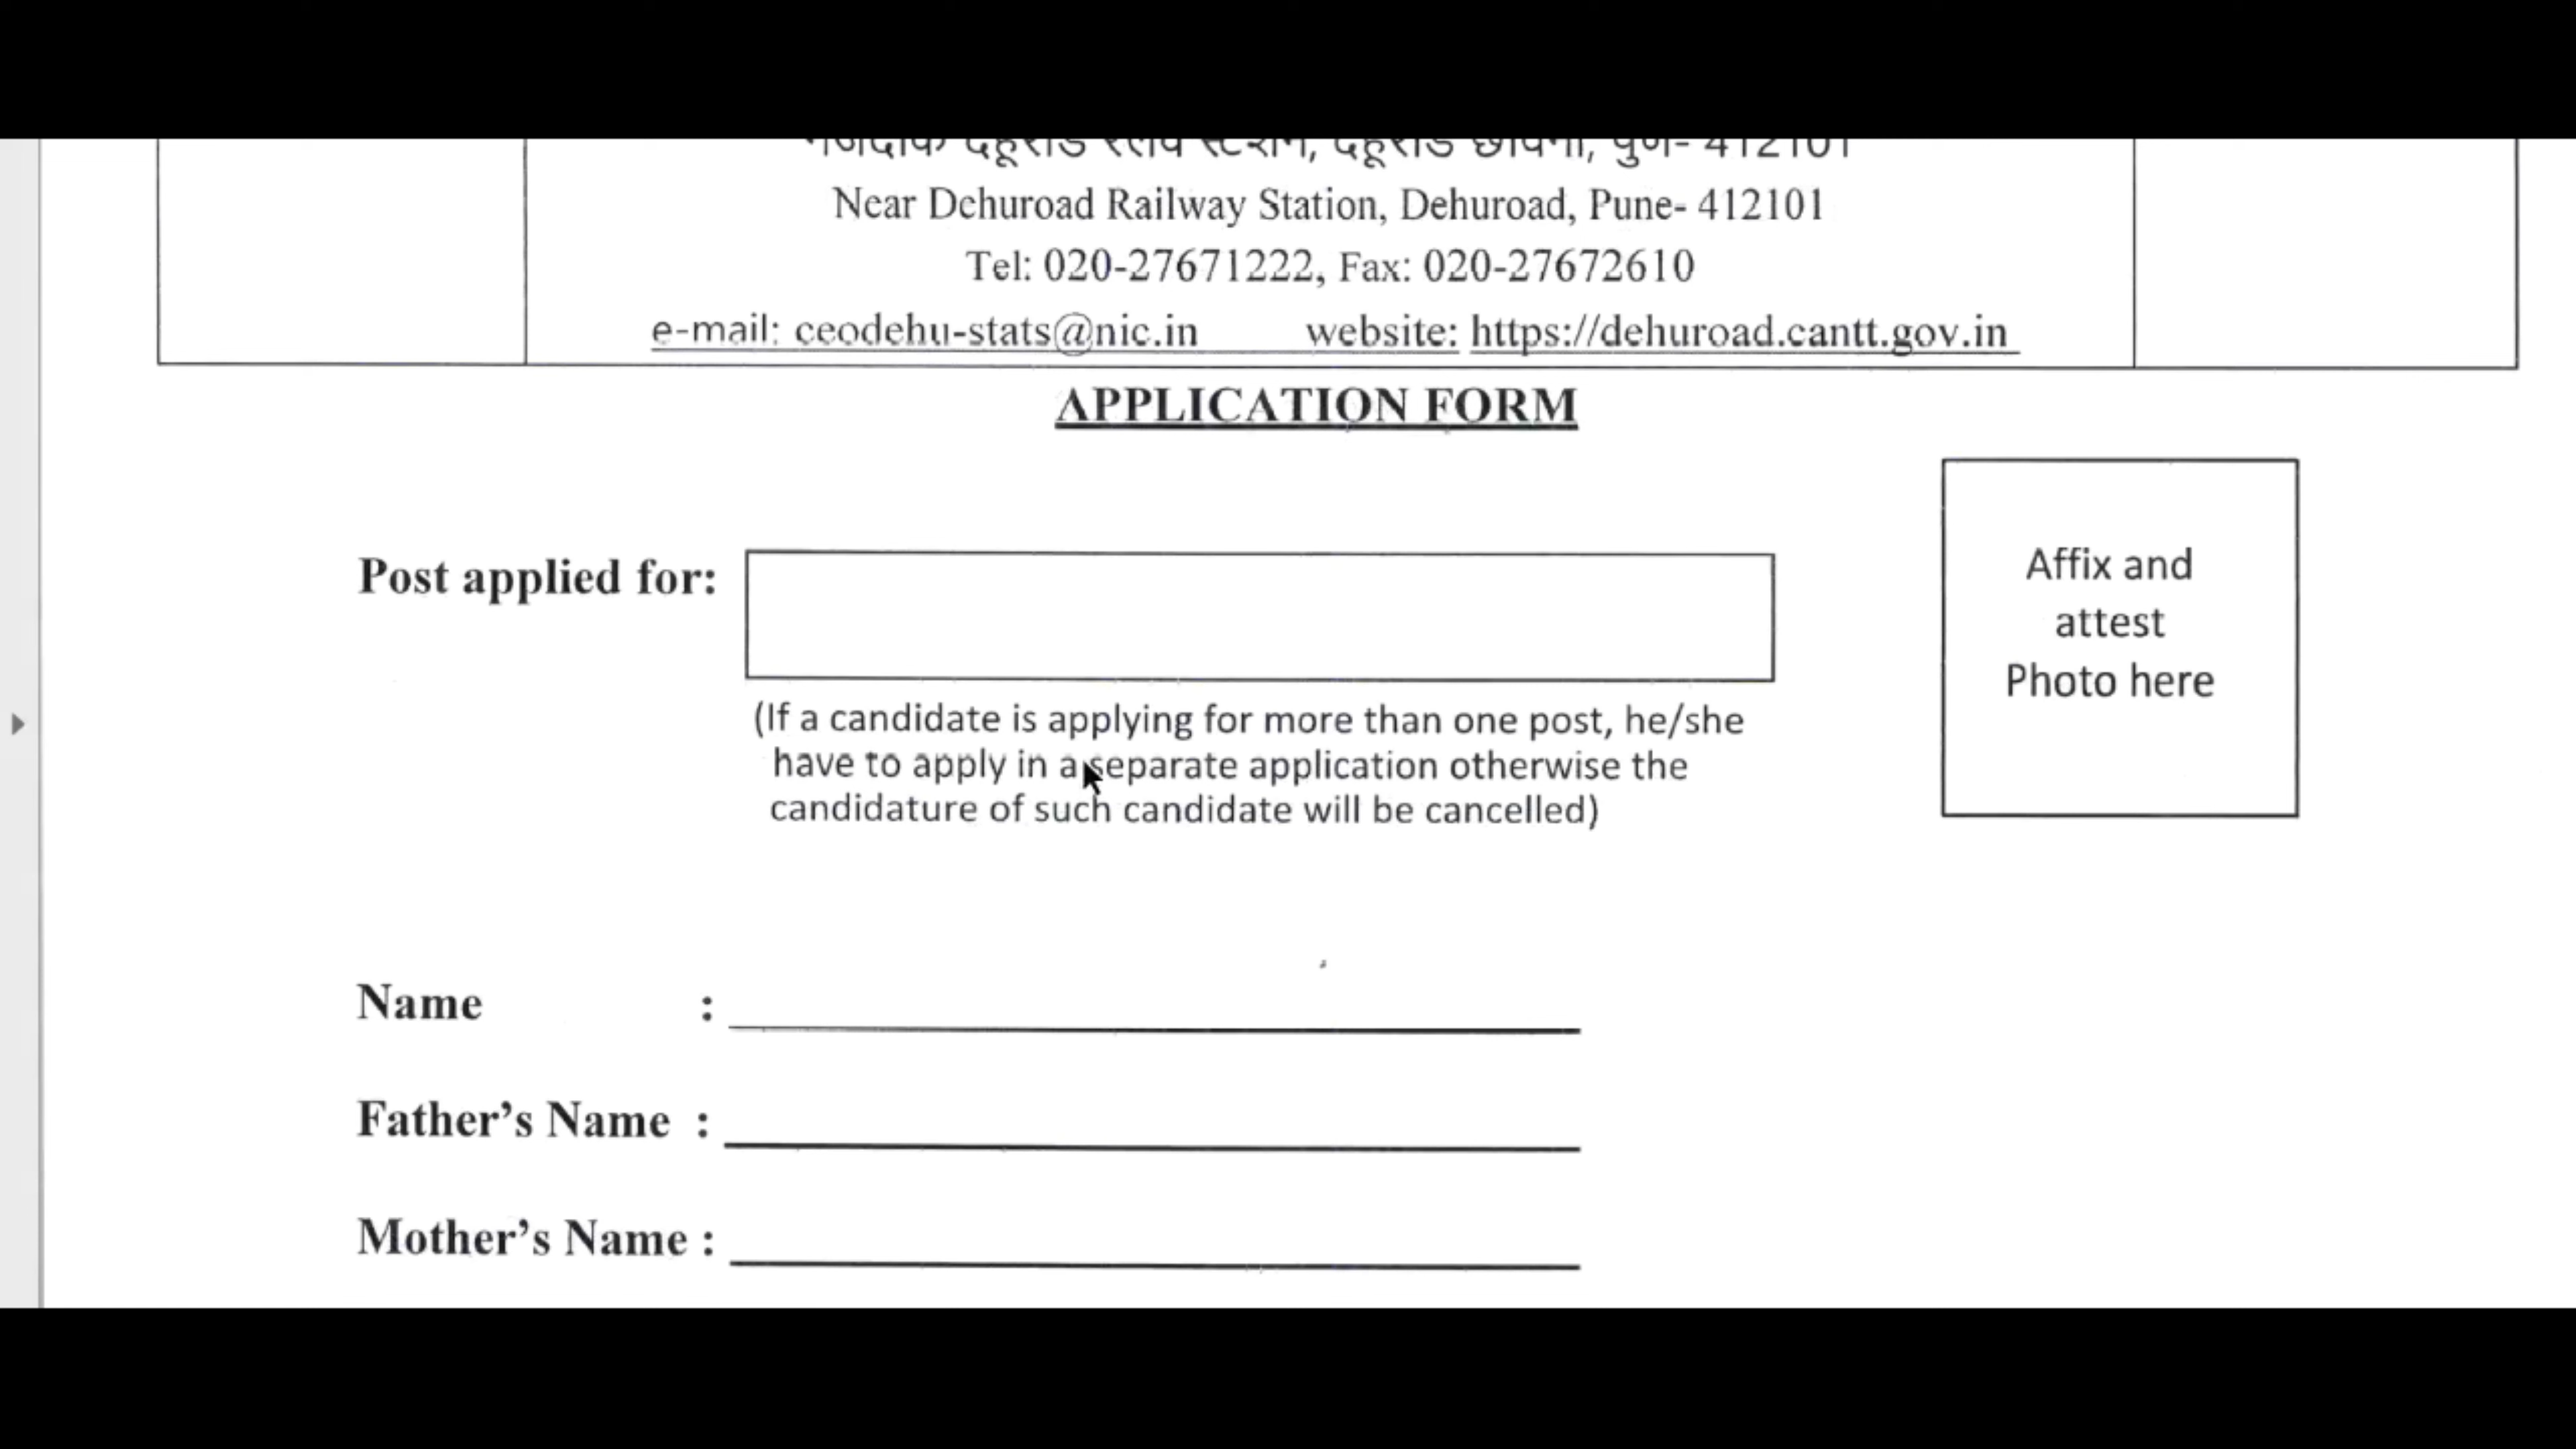 पुणे- 412101
Near Dehuroad Railway Station, Dehuroad, Pune- 412101
Tel: 020-27671222, Fax: 020-27672610
e-mail: ceodehu-stats@nic.in website: https://dehuroad.cantt.gov.in
APPLICATION FORM
Post applied for:
Affix and
attest
Photo here
(If a candidate is applying for more than one post, he/she
have to apply in a separate application otherwise the
candidature of such candidate will be cancelled)
Name :
Father's Name :
Mother's Name :